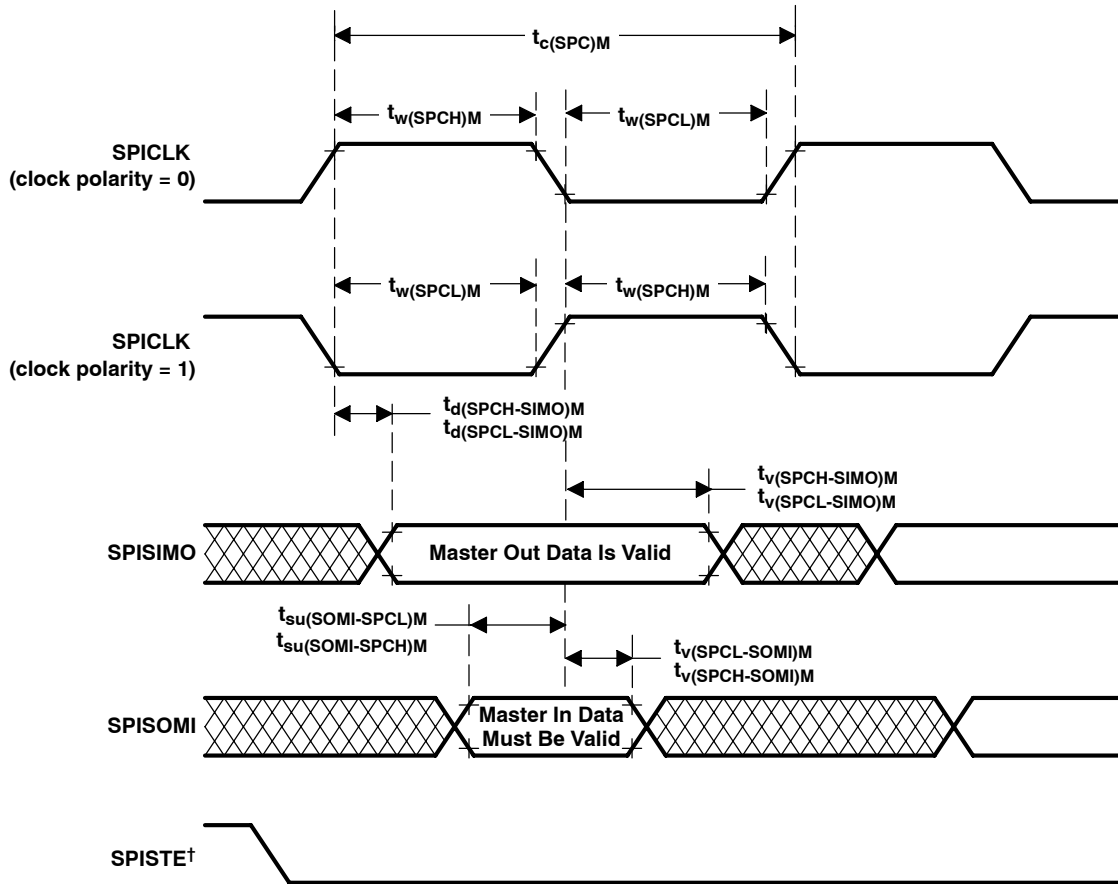 tc(SPC)M
tw(SPCH)M
tw(SPCL)M
SPICLK
(clock polarity = 0)
tw(SPCL)M
tw(SPCH)M
SPICLK
(clock polarity = 1)
td(SPCH-SIMO)M
td(SPCL-SIMO)M
tv(SPCH-SIMO)M
tv(SPCL-SIMO)M
SPISIMO
Master Out Data Is Valid
tsu(SOMI-SPCL)M
tsu(SOMI-SPCH)M
tv(SPCL-SOMI)M
tv(SPCH-SOMI)M
SPISOMI
Master In Data
Must Be Valid
SPISTE†